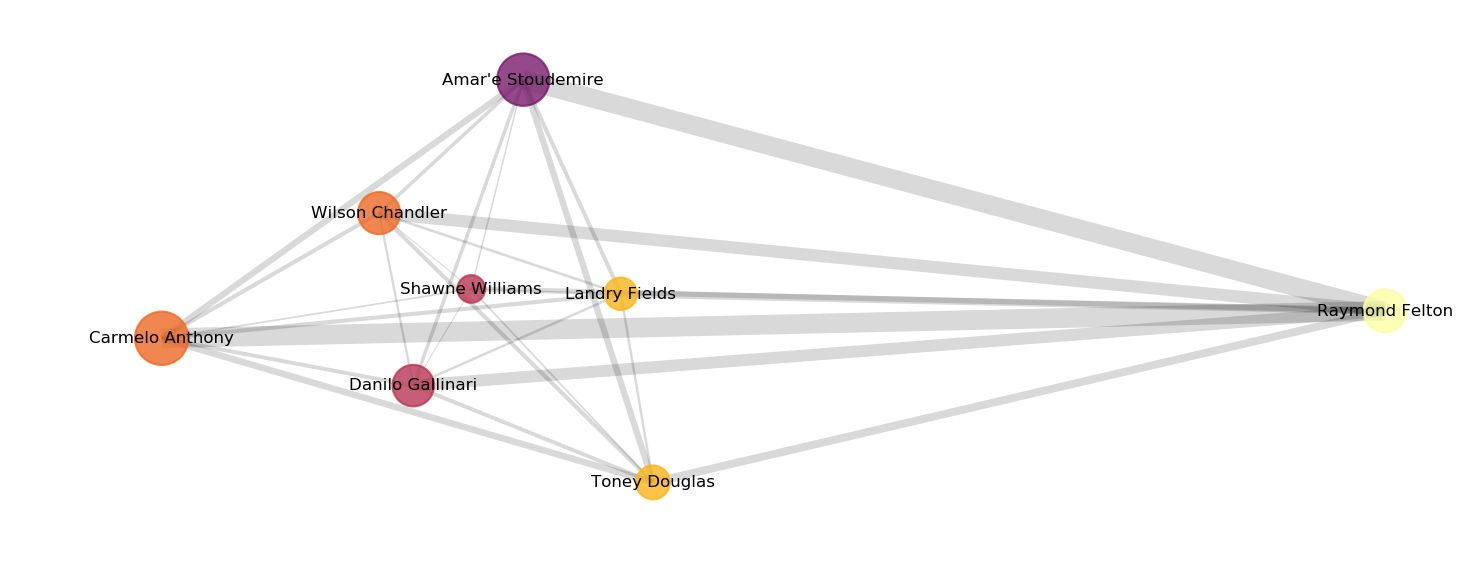 Amar'e Stoudemire
Wilson Chandler
Shawne Williams
Landry Fields
Raymond Felton
Carmelo Anthony
Danilo Gallinari
Toney Douglas